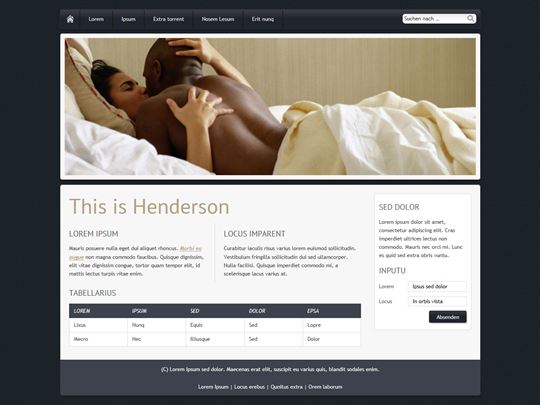 Lorem Ipsum Extra torrent Nosem Lesum Erit nunq Suchen nach ...
This is Henderson
LOREM IPSUM
Mauris posuere nulla eget dui aliquet rhoncus. Morbi eu
augue non magna commodo faucibus. Quisque dignissim,
elit vitae dignissim congue, tortor quam tempor elit, id
mattis lectus turpis vitae enim.
LOCUS IMPARENT
Curabitur iaculis risus varius lorem euismod sollicitudin.
Vestibulum fringilla sollicitudin dui sed ullamcorper.
Nulla facilisi. Quisque imperdiet commodo mi, a
scelerisque lacus varius at.
TABELLARIUS
LOREM IPSUM SED DOLOR EPSA
Lixus Nunq Equis Sed Lopre
Mecro Nec Illiusque Sed Dolor
SED DOLOR
Lorem ipsum dolor sit amet,
consectetur adipiscing elit. Cras
imperdiet ultrices lectus non
commodo. Mauris nec orci mi. Lunc
es quid sed extra obris vuntu.
INPUTU
Lorem Ipsus sed dolor
Locus In orbis vista
Absenden
(C) Lorem Ipsum sed dolor. Maecenas erat elit, suscipit eu varius quis, blandit sodales enim.
Lorem Ipsum | Locus erebus | Qunitus extra | Orem laborum